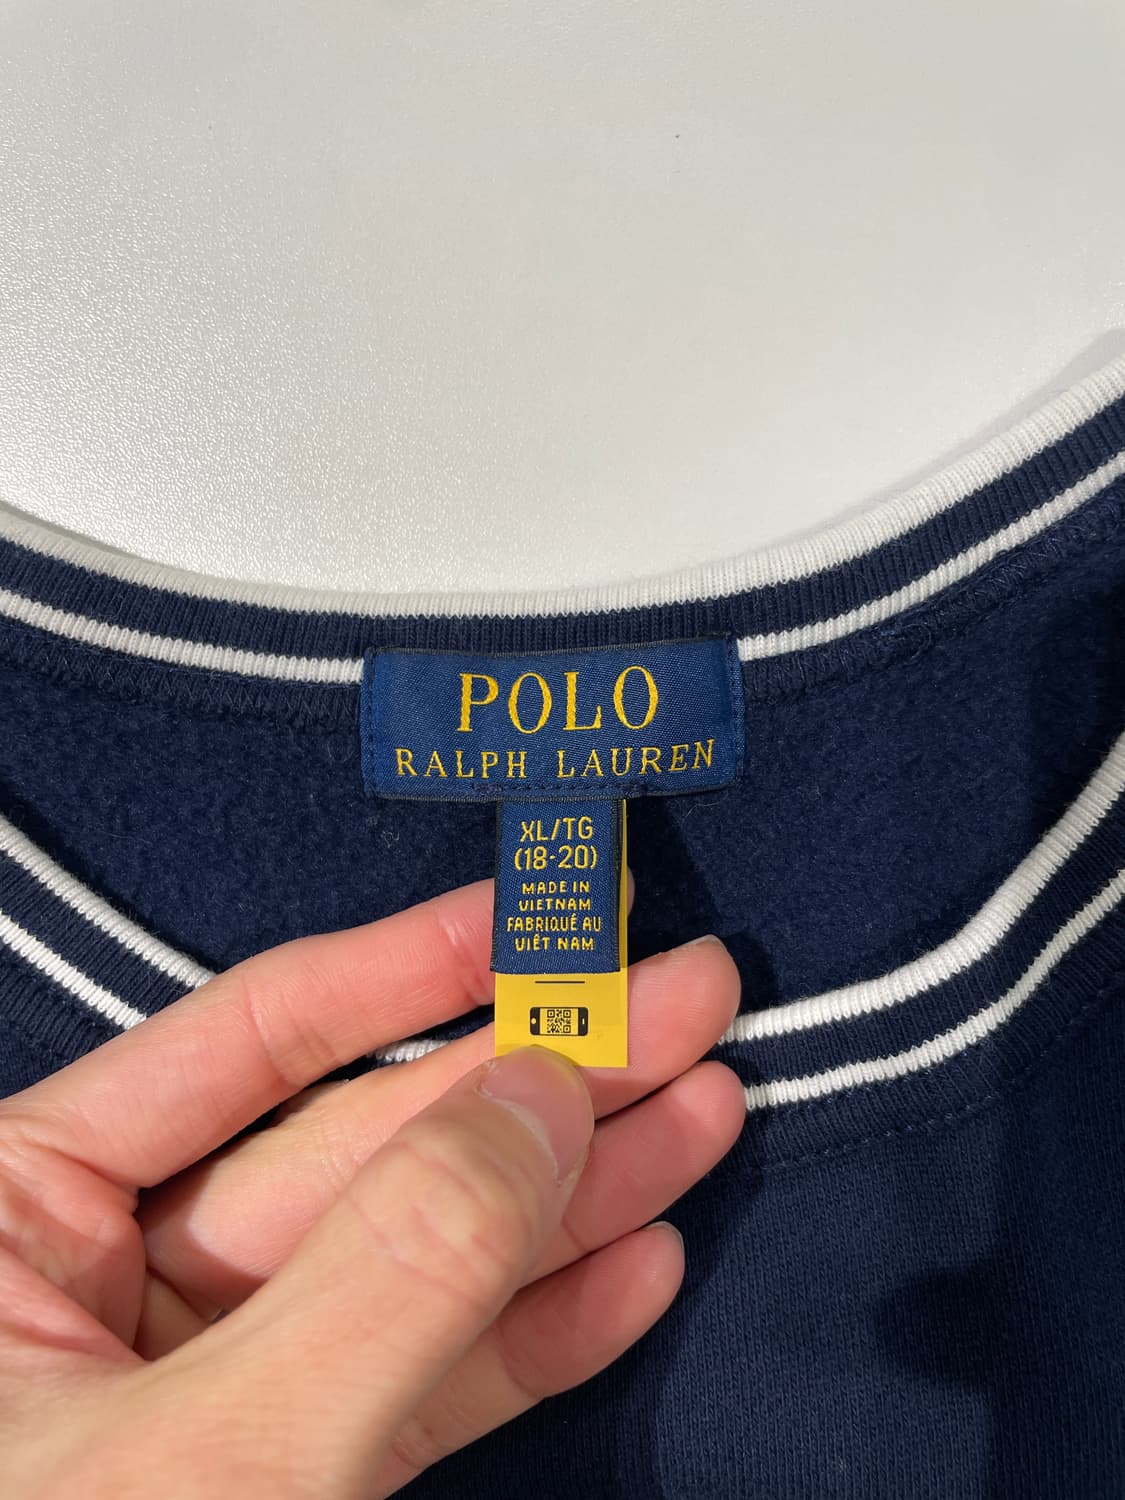 POLO
RALPH LAUREN
XL/TG
(18-20)
MADE IN
VIETNAM
FABRIQUÉ AU
VIÊT NAM